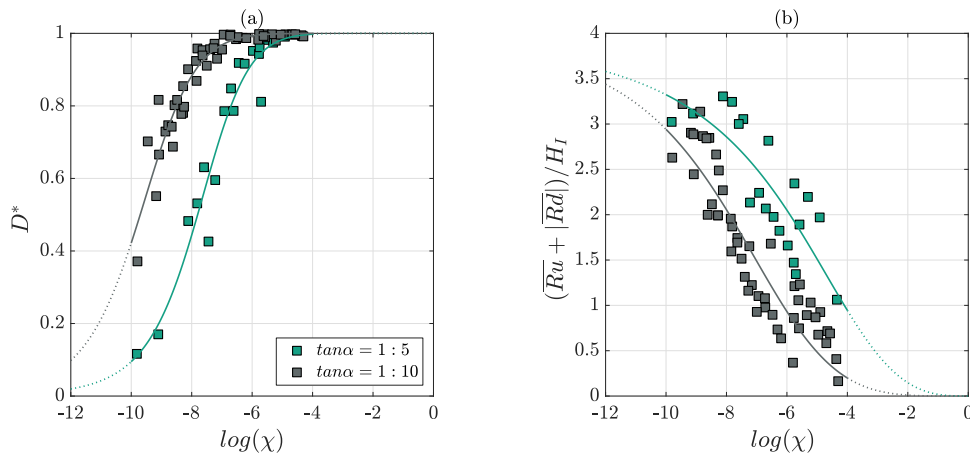 (a)
1
0.8
0.6
0.4
0.2
0
D*
-12 -10 -8 -6 -4 -2 0
log(χ)
tanα = 1 : 5
tanα = 1 : 10
(b)
4
3.5
3
2.5
2
1.5
1
0.5
0
(R̅u̅ + |R̅d̅|)/H_I
-12 -10 -8 -6 -4 -2 0
log(χ)